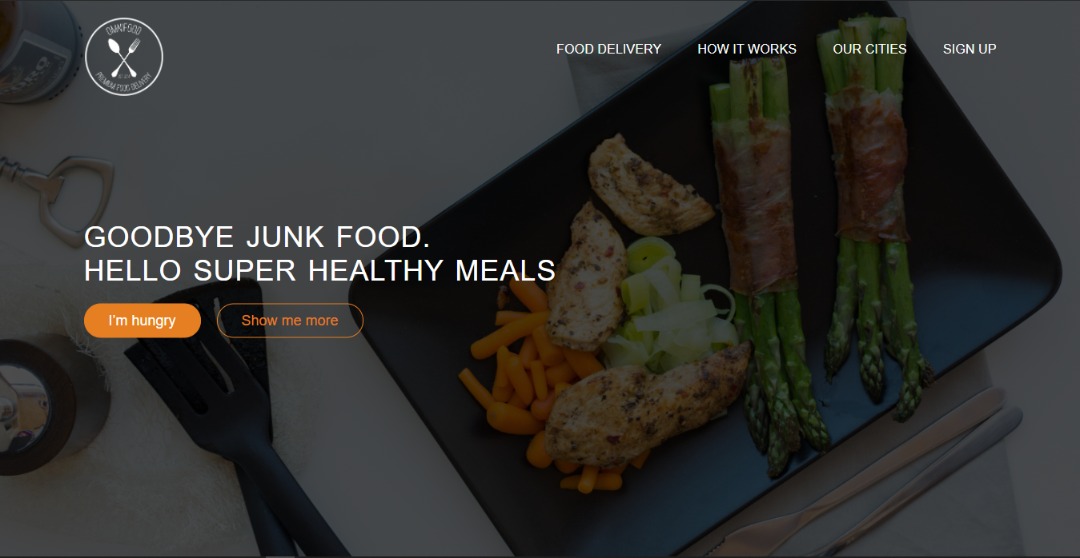 OMNIFOOD
PREMIUM FOOD DELIVERY
FOOD DELIVERY
HOW IT WORKS
OUR CITIES
SIGN UP
GOODBYE JUNK FOOD.
HELLO SUPER HEALTHY MEALS
I'm hungry
Show me more